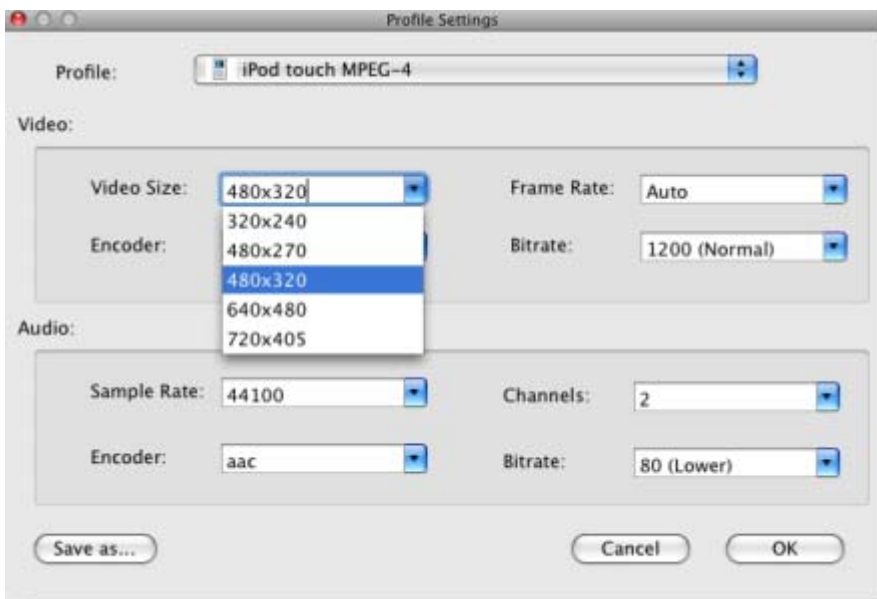 Profile Settings
Profile: iPod touch MPEG-4
Video:
Video Size: 480x320 Frame Rate: Auto
320x240
Encoder: 480x270 Bitrate: 1200 (Normal)
480x320
640x480
720x405
Audio:
Sample Rate: 44100 Channels: 2
Encoder: aac Bitrate: 80 (Lower)
Save as... Cancel OK